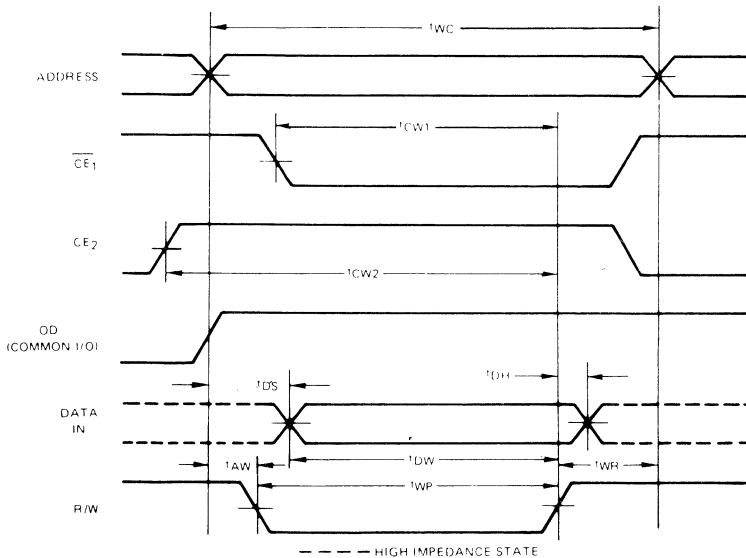 tWC
ADDRESS
tCW1
CE1
CE2
tCW2
OD
(COMMON I/O)
tDS
tDH
DATA
IN
tDW
tAW
tWR
tWP
R/W
HIGH IMPEDANCE STATE